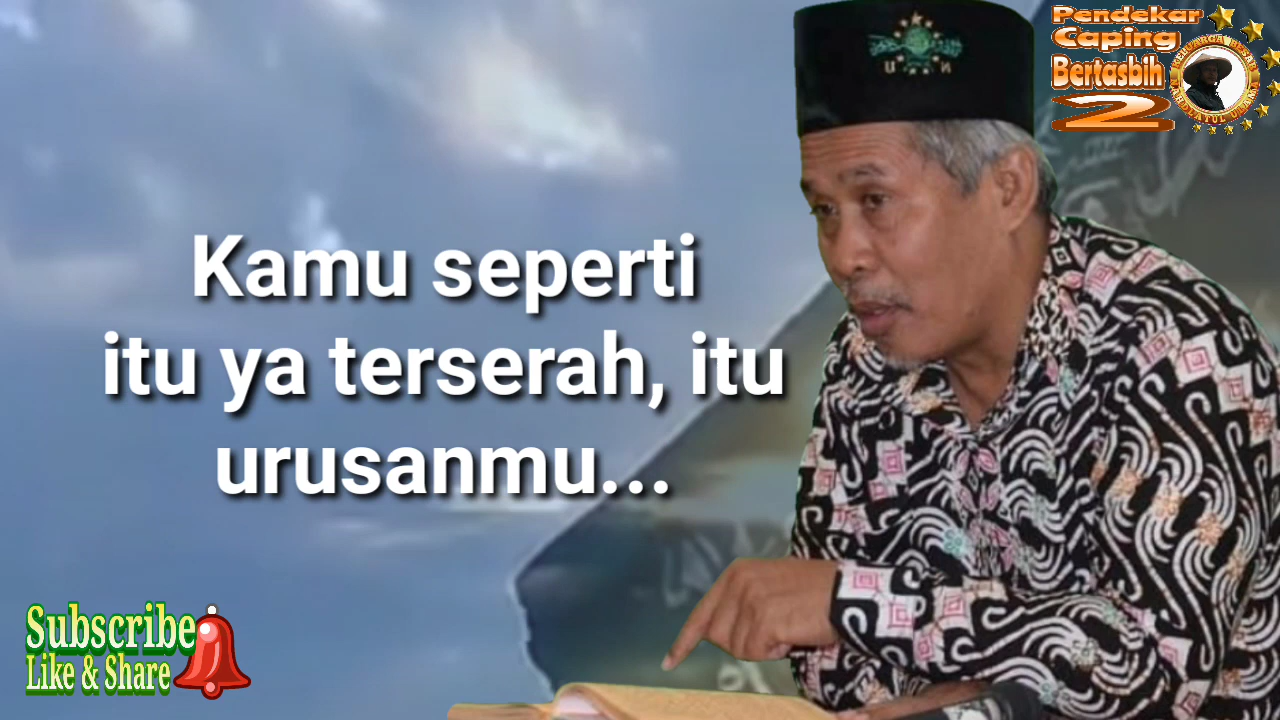 Pendekar
Caping
Bertasbih
2
Kamu seperti
itu ya terserah, itu
urusanmu...
Subscribe
Like & Share